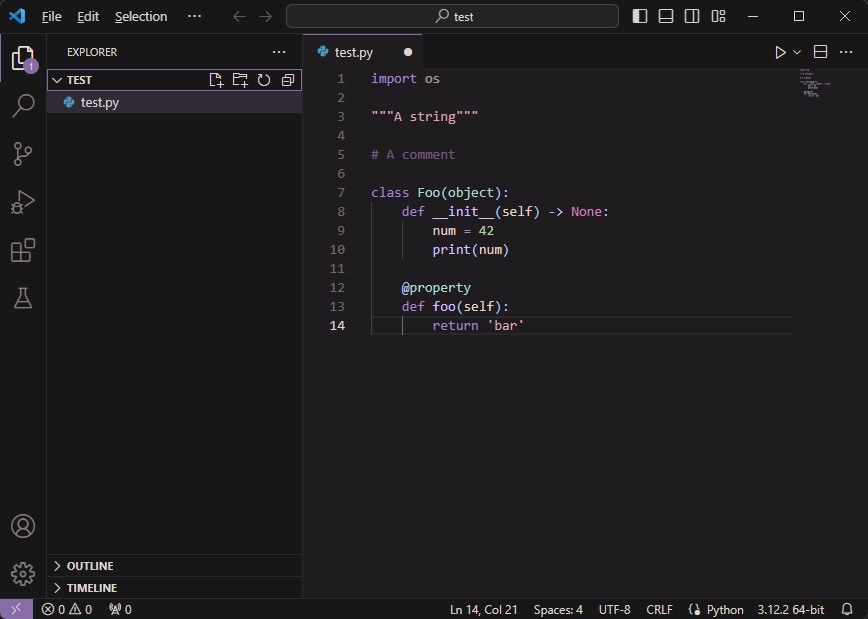 File Edit Selection ··· test
EXPLORER ···
TEST
test.py
OUTLINE
TIMELINE
1
test.py
1 import os
2
3 """A string"""
4
5 # A comment
6
7 class Foo(object):
8     def __init__(self) -> None:
9         num = 42
10         print(num)
11
12     @property
13     def foo(self):
14         return 'bar'
0 0 0 Ln 14, Col 21 Spaces: 4 UTF-8 CRLF Python 3.12.2 64-bit